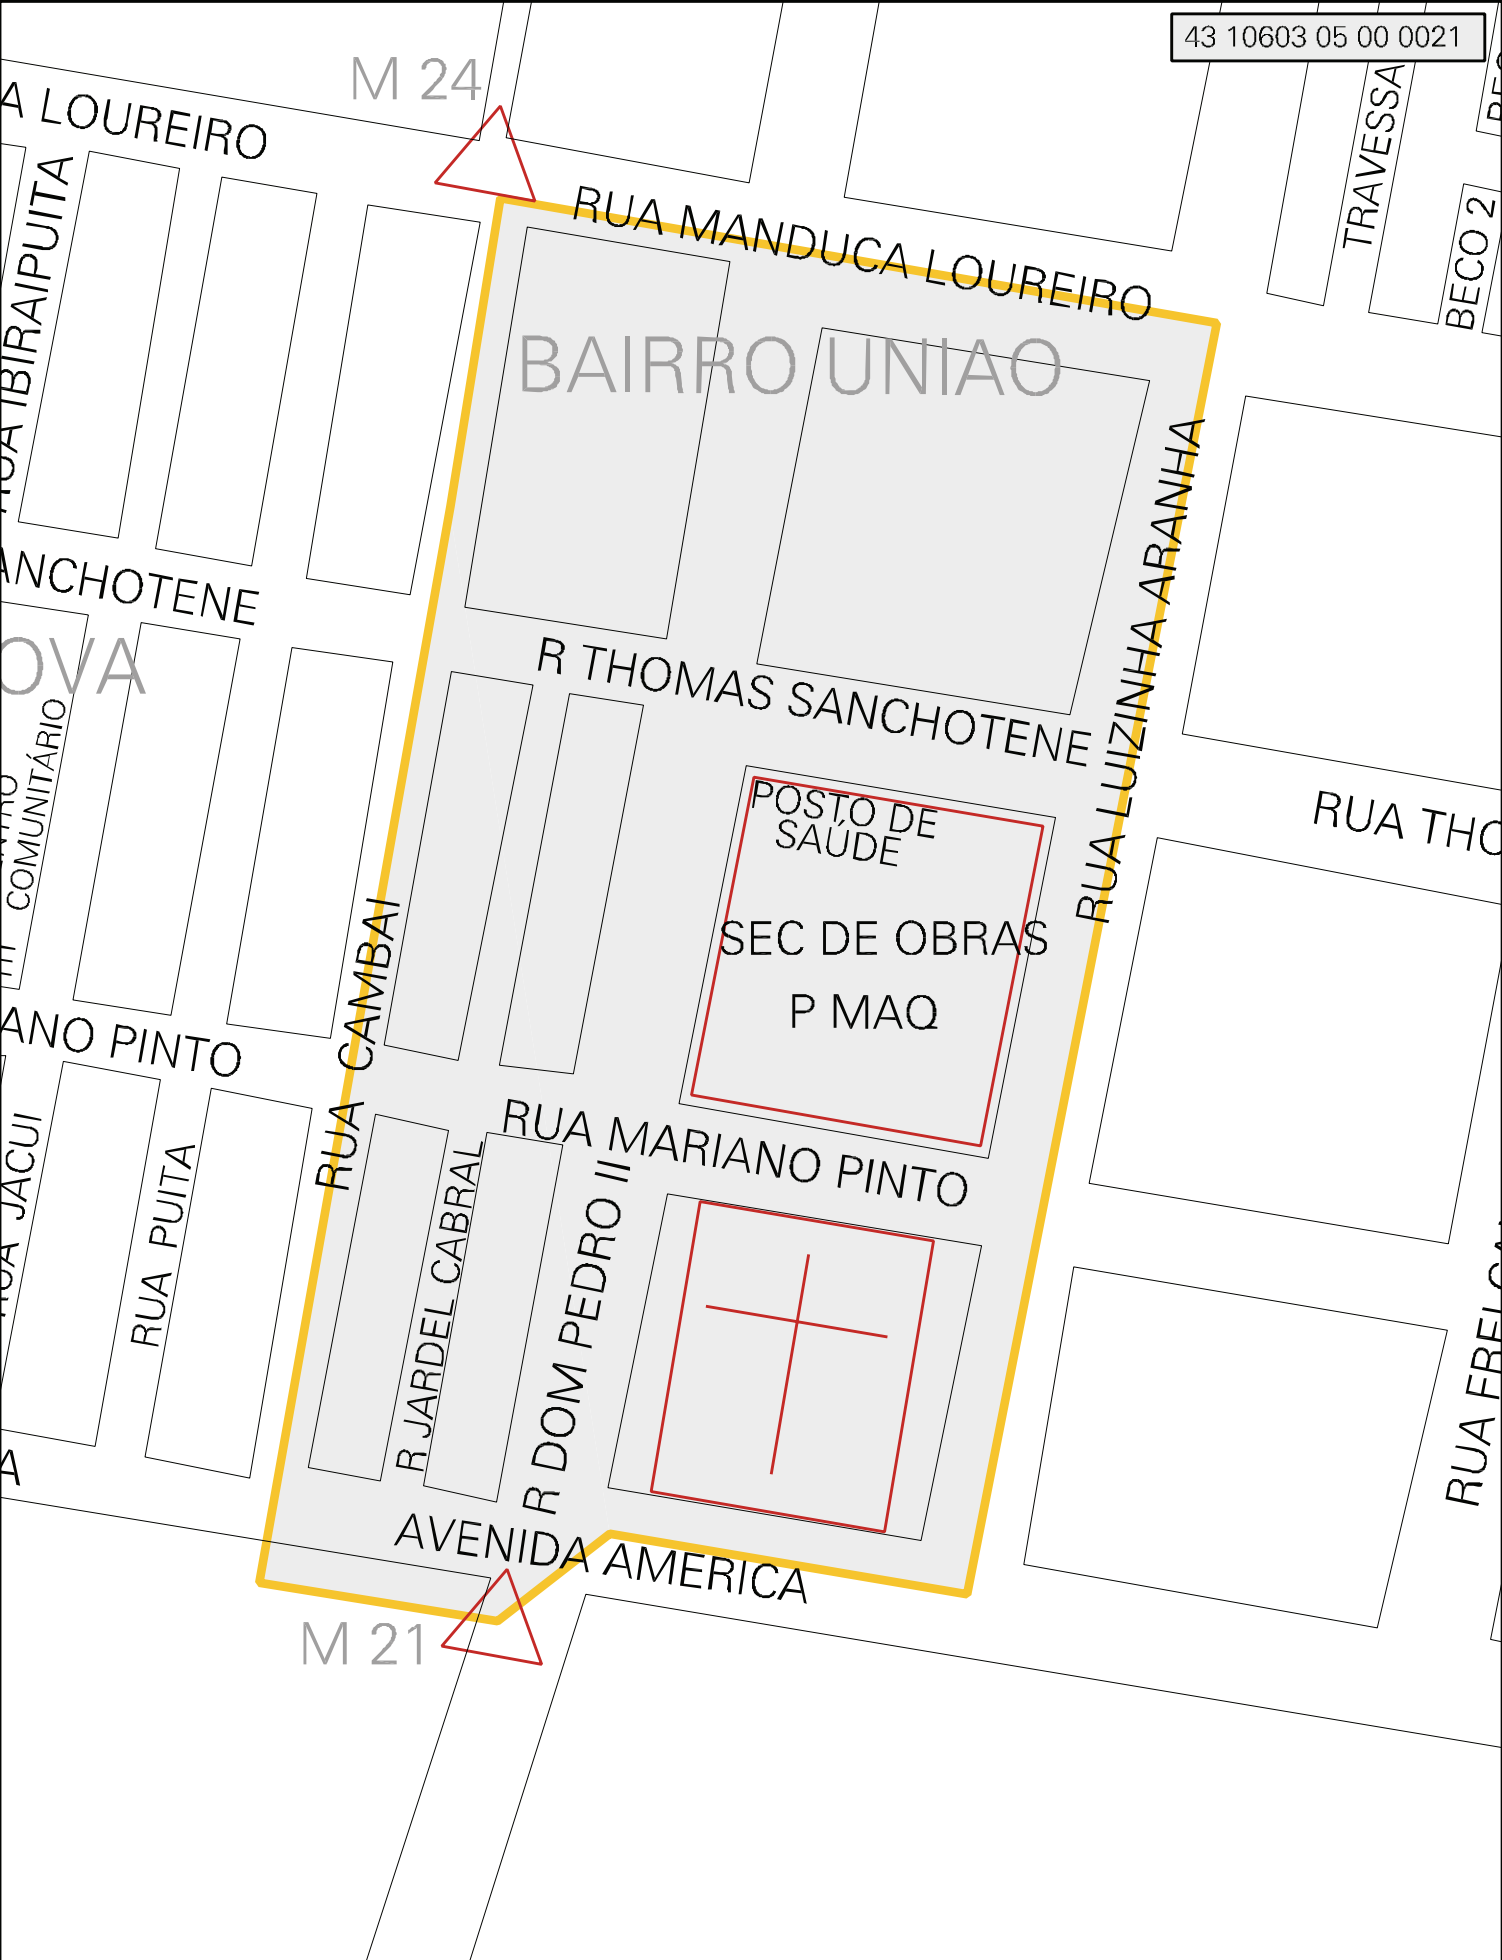 43 10603 05 00 0021
M 24
A LOUREIRO
TRAVESSA
BECO 2
IBIRAIPUITA
RUA MANDUCA LOUREIRO
BAIRRO UNIAO
RUA LUIZINHA ARANHA
ANCHOTENE
OVA
R THOMAS SANCHOTENE
COMUNITÁRIO
POSTO DE
SAÚDE
RUA THO
SEC DE OBRAS
P MAQ
RUA CAMBAI
ANO PINTO
RUA MARIANO PINTO
JACUI
RUA PUITA
R JARDEL CABRAL
R DOM PEDRO II
RUA FREI
A
AVENIDA AMERICA
M 21